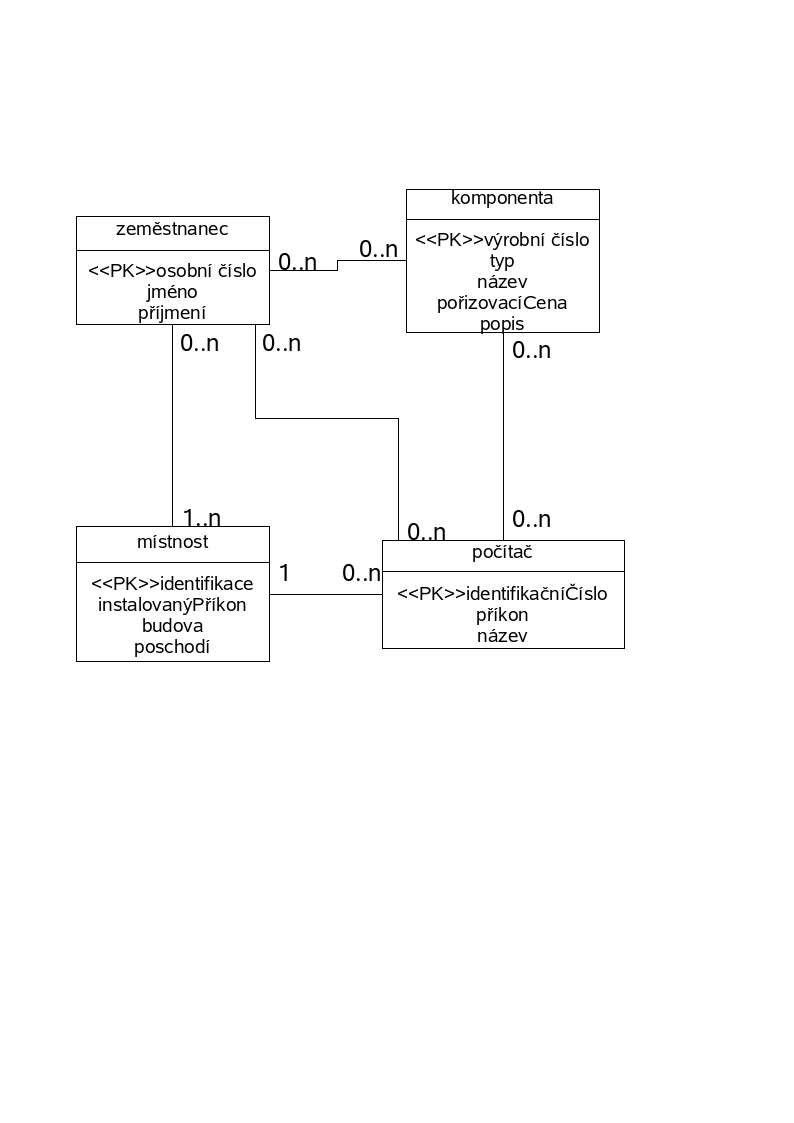 komponenta
<<PK>>výrobní číslo
typ
název
pořizovacíCena
popis
zeměstnanec
<<PK>>osobní číslo
jméno
příjmení
0..n
0..n
0..n
0..n
0..n
1..n
0..n
0..n
místnost
<<PK>>identifikace
instalovanýPříkon
budova
poschodí
1
0..n
počítač
<<PK>>identifikačníČíslo
příkon
název